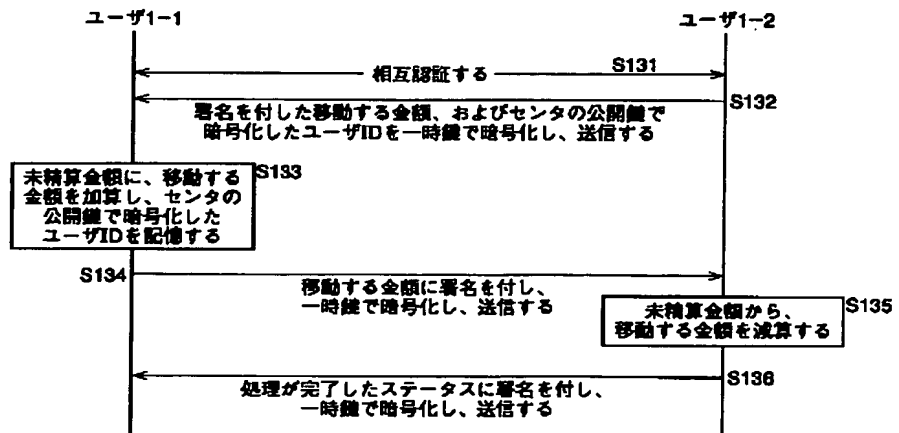 ユーザ1−1
ユーザ1−2
相互認証する
S131
S132
署名を付した移動する金額、およびセンタの公開鍵で
暗号化したユーザIDを一時鍵で暗号化し、送信する
S133
未精算金額に、移動する
金額を加算し、センタの
公開鍵で暗号化した
ユーザIDを記憶する
S134
移動する金額に署名を付し、
一時鍵で暗号化し、送信する
S135
未精算金額から、
移動する金額を減算する
S136
処理が完了したステータスに署名を付し、
一時鍵で暗号化し、送信する